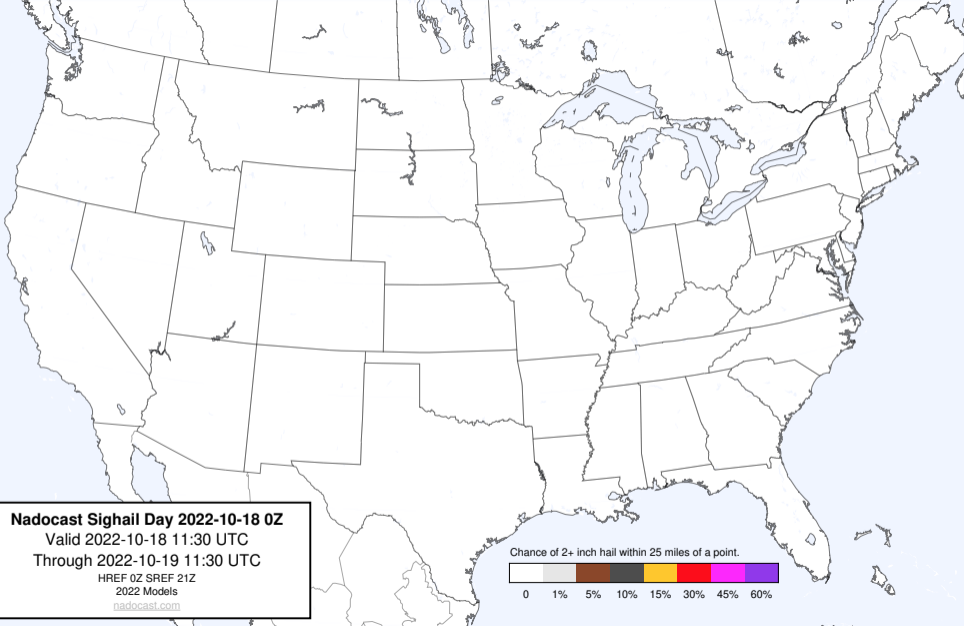 Nadocast Sighail Day 2022-10-18 0Z
Valid 2022-10-18 11:30 UTC
Through 2022-10-19 11:30 UTC
HREF 0Z SREF 21Z
2022 Models
nadocast.com
Chance of 2+ inch hail within 25 miles of a point.
0 1% 5% 10% 15% 30% 45% 60%